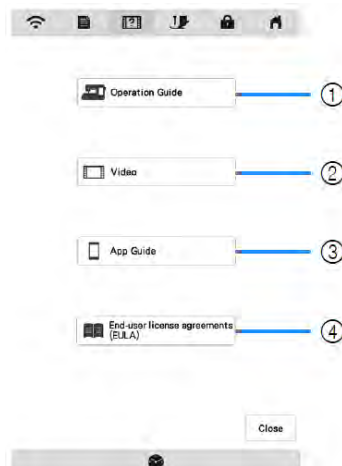 Operation Guide
①
Video
②
App Guide
③
End-user license agreements
(EULA)
④
Close